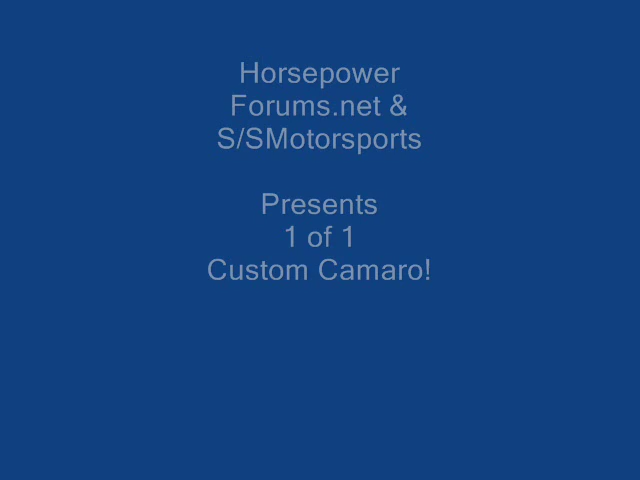 Horsepower
Forums.net &
S/SMotorsports
Presents
1 of 1
Custom Camaro!